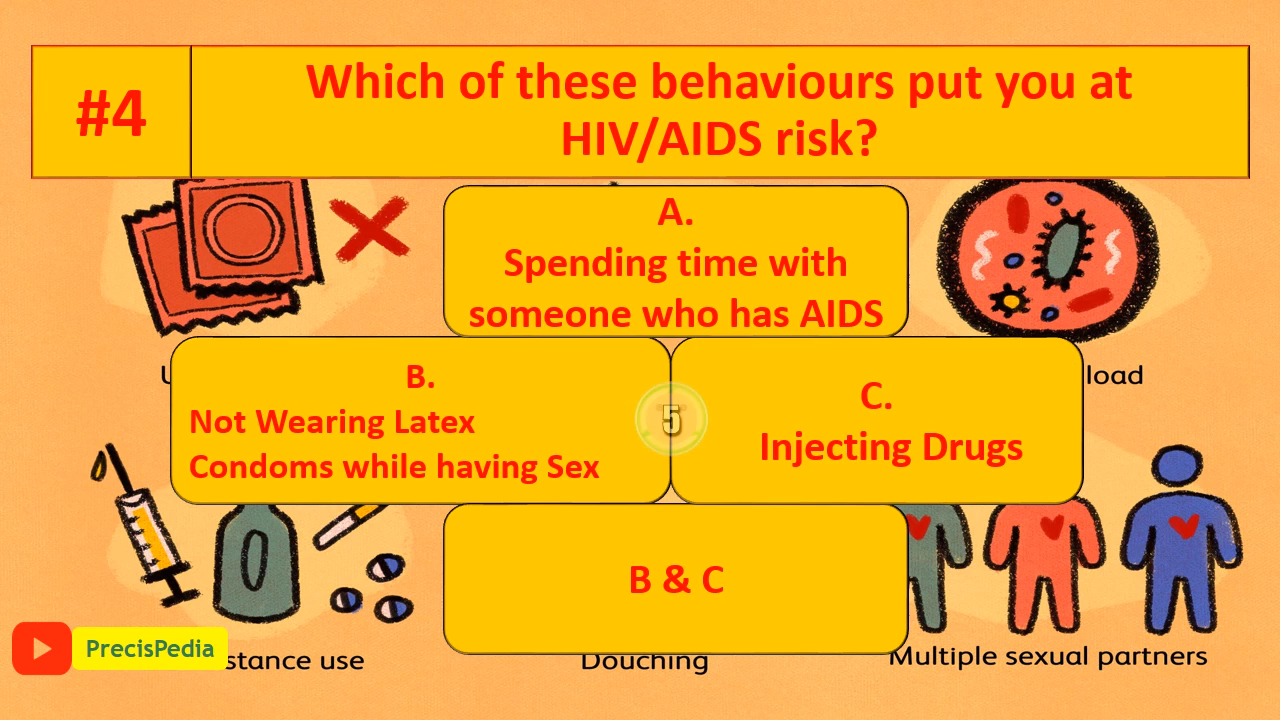 #4
Which of these behaviours put you at
HIV/AIDS risk?
A.
Spending time with
someone who has AIDS
B.
Not Wearing Latex
Condoms while having Sex
5
C.
Injecting Drugs
load
B & C
PrecisPedia
stance use
Douching
Multiple sexual partners